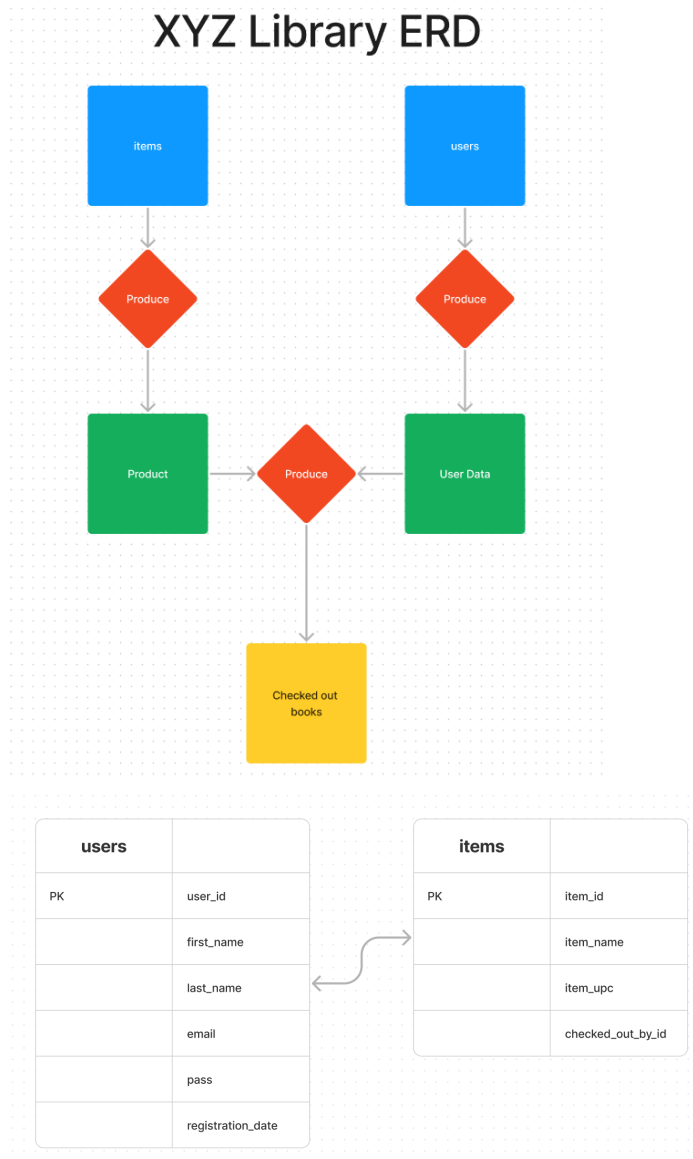 XYZ Library ERD
items
users
Produce
Produce
Product
Produce
User Data
Checked out
books
users
PK
user_id
first_name
last_name
email
pass
registration_date
items
PK
item_id
item_name
item_upc
checked_out_by_id